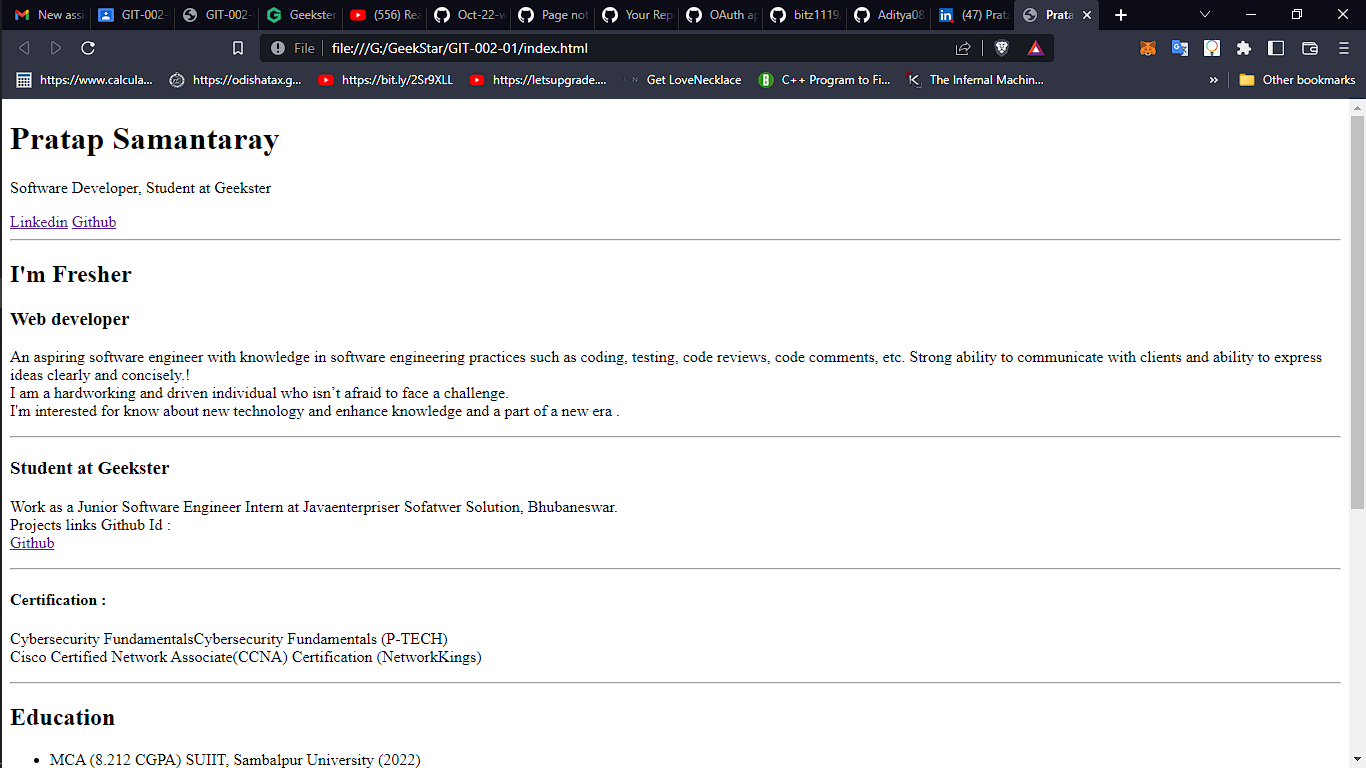 New assi
GIT-002-
GIT-002-
Geekster
(556) Rea
Oct-22-w
Page not
Your Rep
OAuth ap
bitz1119/
Aditya08
(47) Prata
Prata
File
file:///G:/GeekStar/GIT-002-01/index.html
https://www.calcula...
https://odishatax.g...
https://bit.ly/2Sr9XLL
https://letsupgrade....
Get LoveNecklace
C++ Program to Fi...
The Infernal Machin...
»
Other bookmarks
Pratap Samantaray
Software Developer, Student at Geekster
Linkedin Github
I'm Fresher
Web developer
An aspiring software engineer with knowledge in software engineering practices such as coding, testing, code reviews, code comments, etc. Strong ability to communicate with clients and ability to express
ideas clearly and concisely.!
I am a hardworking and driven individual who isn’t afraid to face a challenge.
I'm interested for know about new technology and enhance knowledge and a part of a new era .
Student at Geekster
Work as a Junior Software Engineer Intern at Javaenterpriser Sofatwer Solution, Bhubaneswar.
Projects links Github Id :
Github
Certification :
Cybersecurity FundamentalsCybersecurity Fundamentals (P-TECH)
Cisco Certified Network Associate(CCNA) Certification (NetworkKings)
Education
• MCA (8.212 CGPA) SUIIT, Sambalpur University (2022)